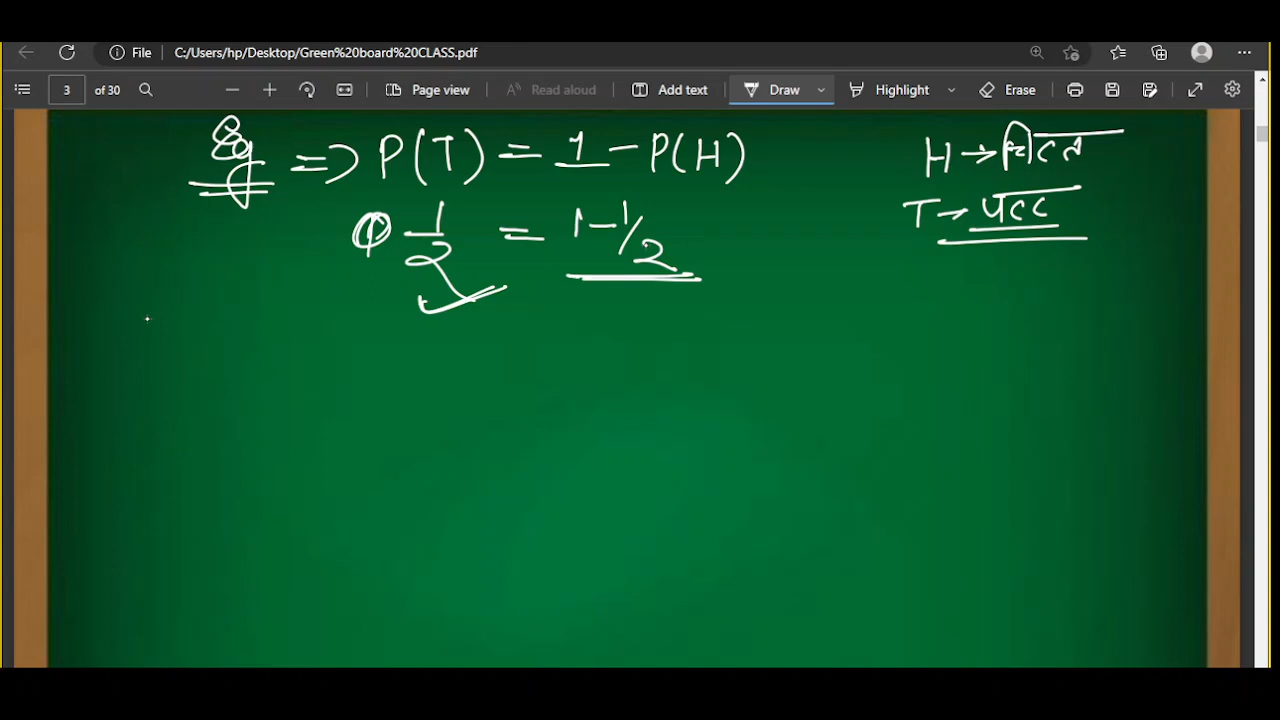 File C:/Users/hp/Desktop/Green%20board%20CLASS.pdf
3 of 30 Page view Read aloud Add text Draw Highlight Erase
Eg => P(T) = 1 - P(H) H → चित्त
1/2 = 1 - 1/2 T → पट